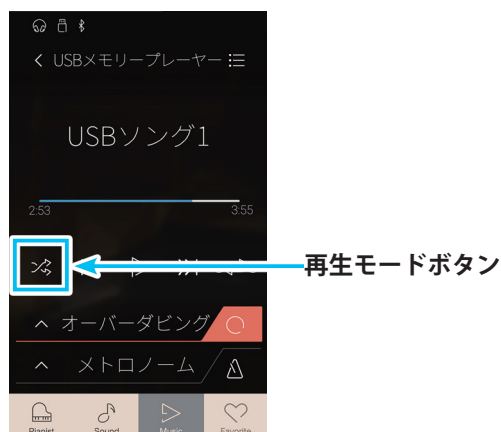 USBメモリープレーヤー
USBソング1
2:53 3:55
再生モードボタン
オーバーダビング
メトロノーム
Pianist Sound Music Favorite